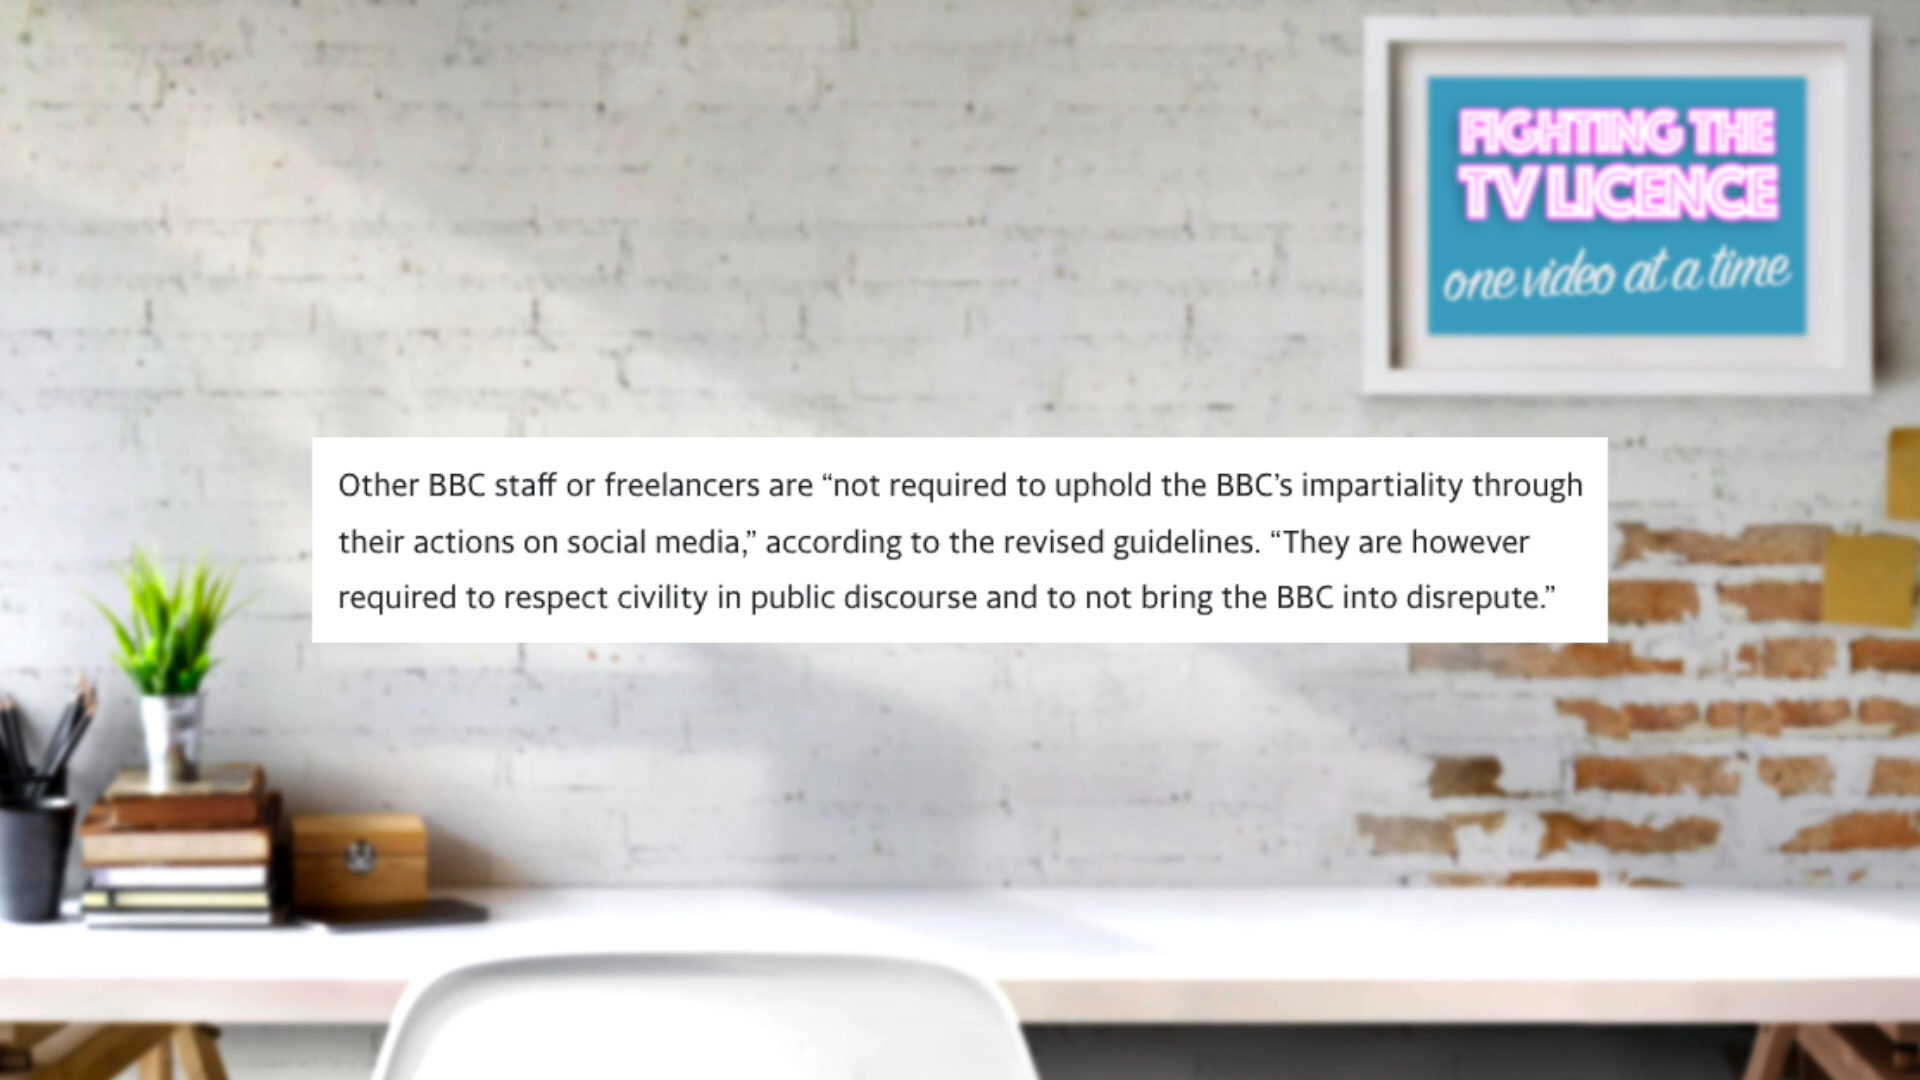 FIGHTING THE
TV LICENCE
one video at a time
Other BBC staff or freelancers are “not required to uphold the BBC’s impartiality through
their actions on social media,” according to the revised guidelines. “They are however
required to respect civility in public discourse and to not bring the BBC into disrepute.”